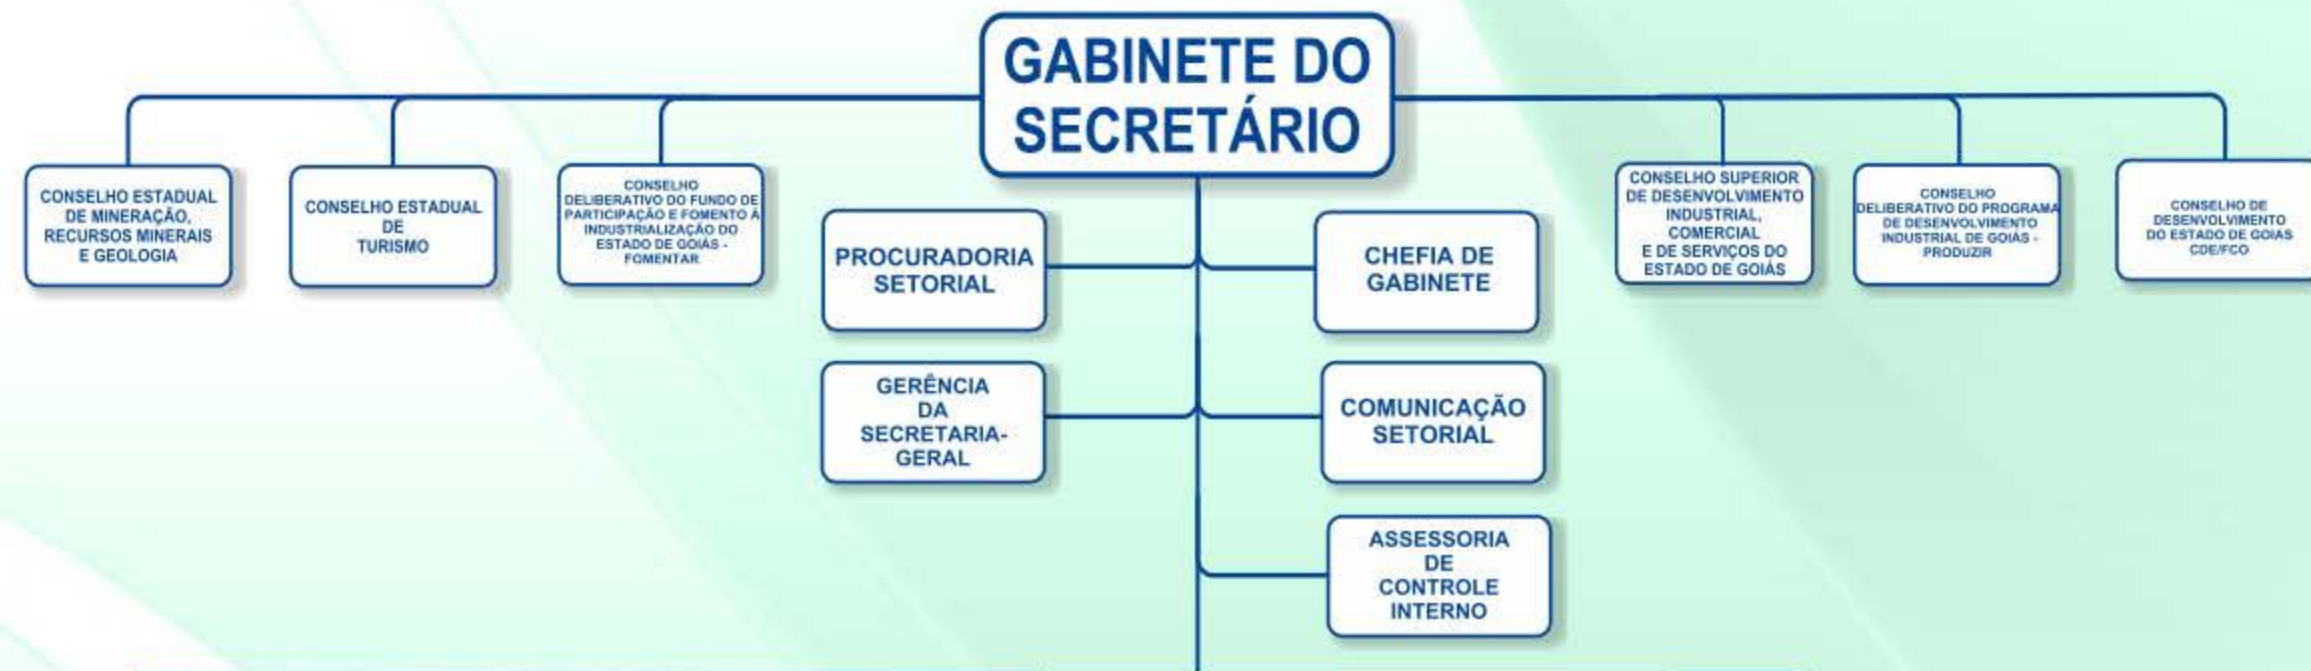 GABINETE DO
SECRETÁRIO
CONSELHO ESTADUAL
DE MINERAÇÃO,
RECURSOS MINERAIS
E GEOLOGIA
CONSELHO ESTADUAL
DE
TURISMO
CONSELHO
DELIBERATIVO DO FUNDO DE
PARTICIPAÇÃO E FOMENTO À
INDUSTRIALIZAÇÃO DO
ESTADO DE GOIÁS -
FOMENTAR
CONSELHO SUPERIOR
DE DESENVOLVIMENTO
INDUSTRIAL,
COMERCIAL
E DE SERVIÇOS DO
ESTADO DE GOIÁS
CONSELHO
DELIBERATIVO DO PROGRAMA
DE DESENVOLVIMENTO
INDUSTRIAL DE GOIÁS -
PRODUZIR
CONSELHO DE
DESENVOLVIMENTO
DO ESTADO DE GOIÁS
CDE/FCO
PROCURADORIA
SETORIAL
CHEFIA DE
GABINETE
GERÊNCIA
DA
SECRETARIA-
GERAL
COMUNICAÇÃO
SETORIAL
ASSESSORIA
DE
CONTROLE
INTERNO